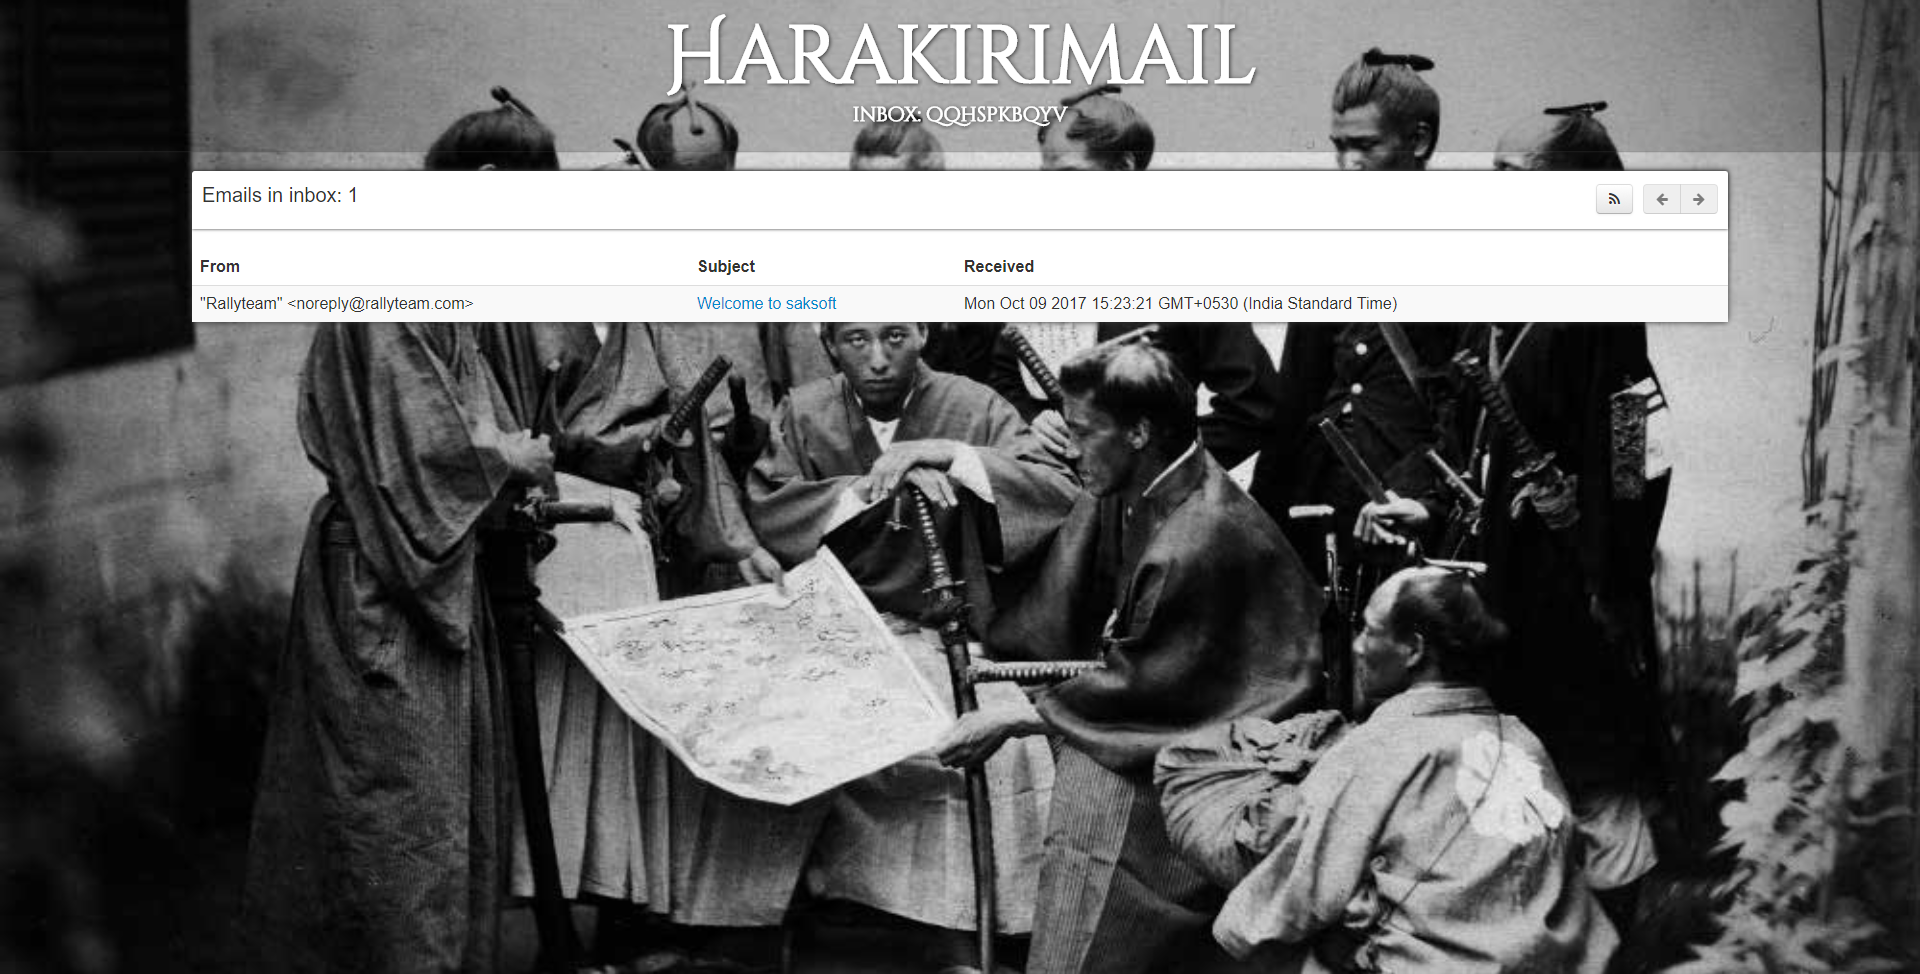 HARAKIRIMAIL
INBOX: QQHSPKBQYV
Emails in inbox: 1
From Subject Received
"Rallyteam" <noreply@rallyteam.com> Welcome to saksoft Mon Oct 09 2017 15:23:21 GMT+0530 (India Standard Time)